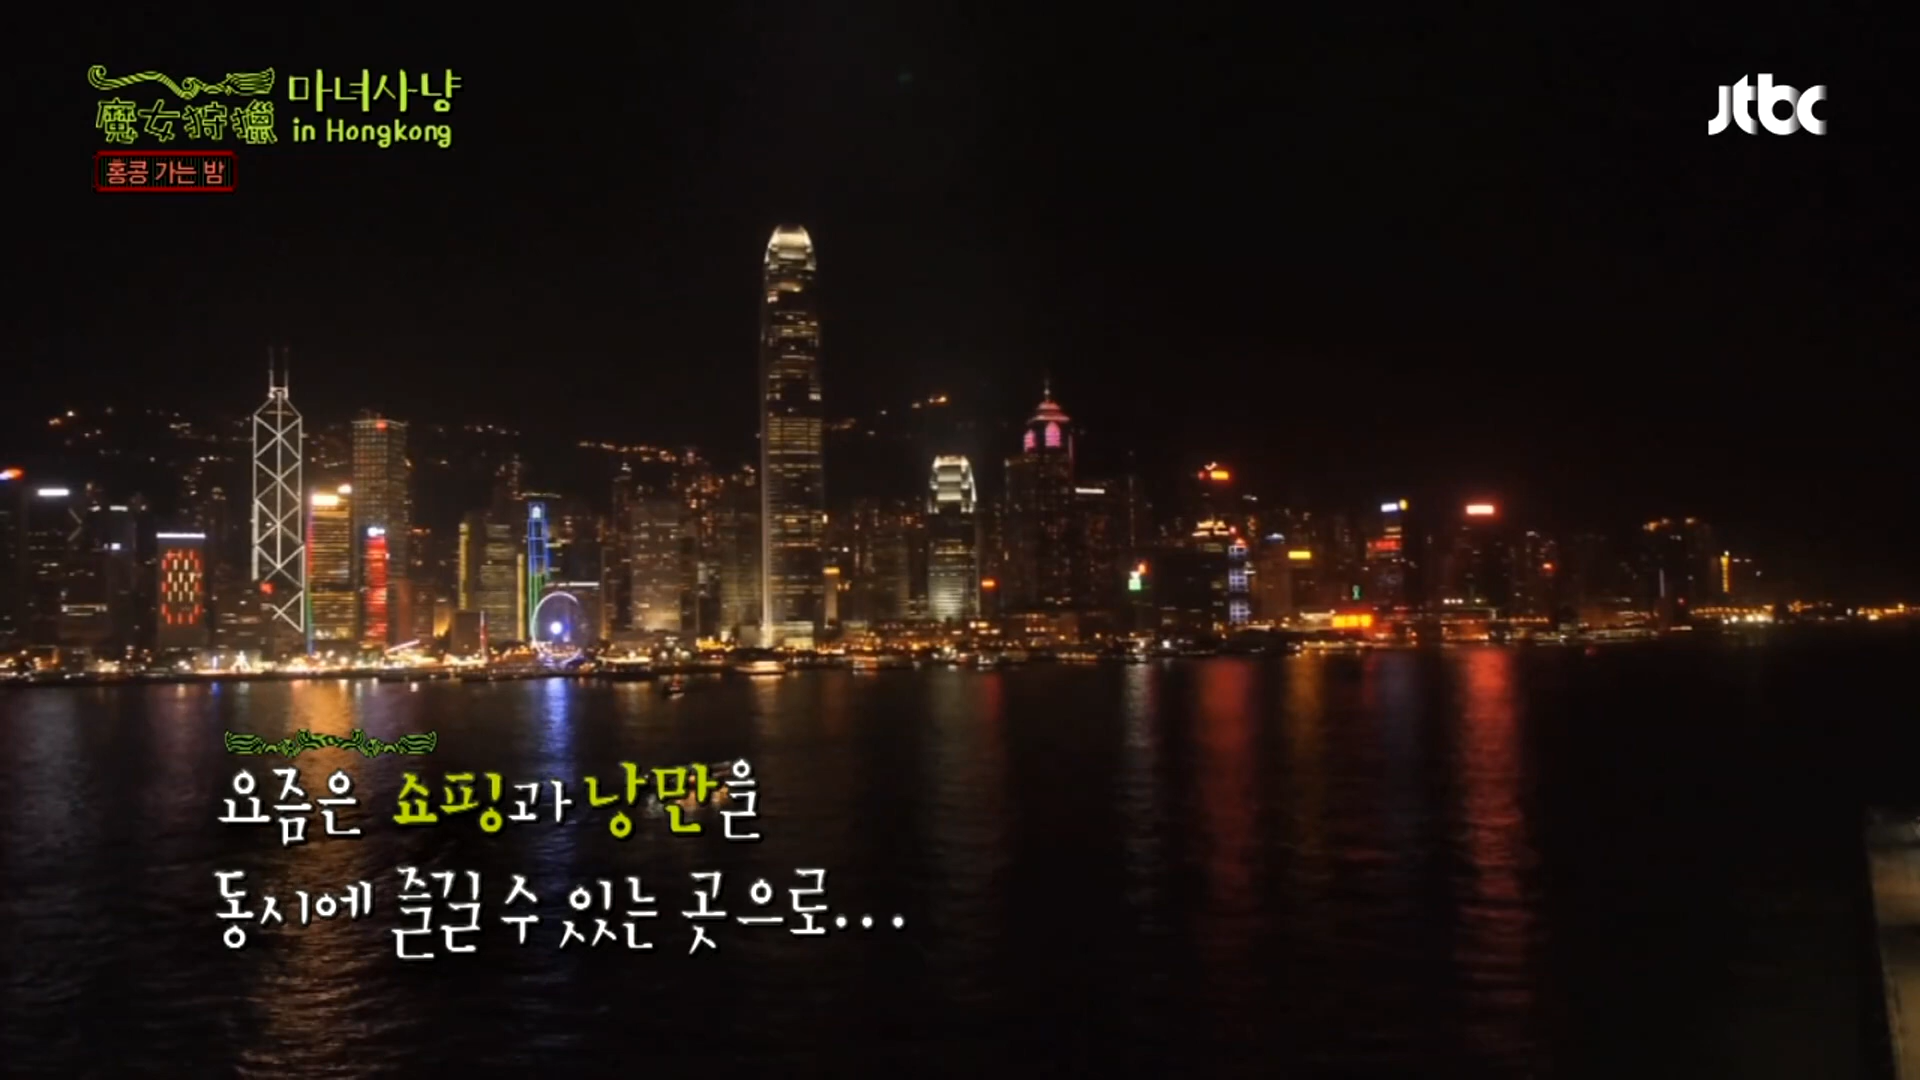 魔女狩獵 마녀사냥
in Hongkong
홍콩 가는 밤
jtbc
요즘은 쇼핑과 낭만을
동시에 즐길 수 있는 곳으로...